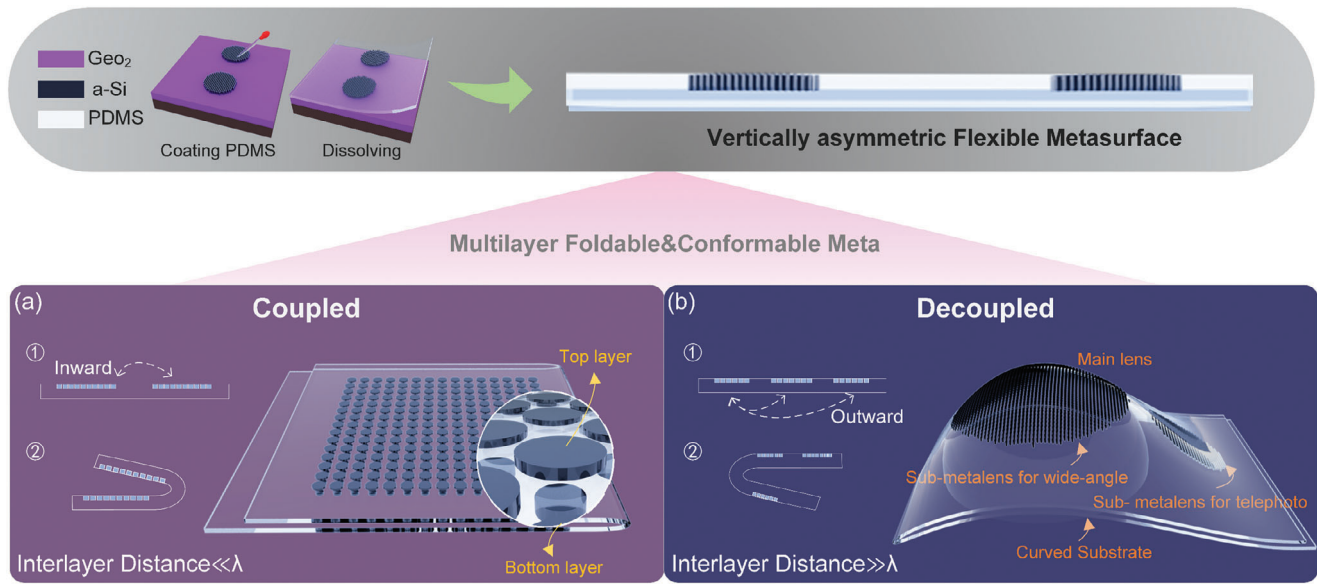 Geo₂
a-Si
PDMS
Coating PDMS
Dissolving
Vertically asymmetric Flexible Metasurface
Multilayer Foldable&Conformable Meta
(a)
Coupled
①
Inward
②
Top layer
Bottom layer
Interlayer Distance≪λ
(b)
Decoupled
①
Outward
②
Main lens
Sub-metalens for wide-angle
Sub- metalens for telephoto
Curved Substrate
Interlayer Distance≫λ